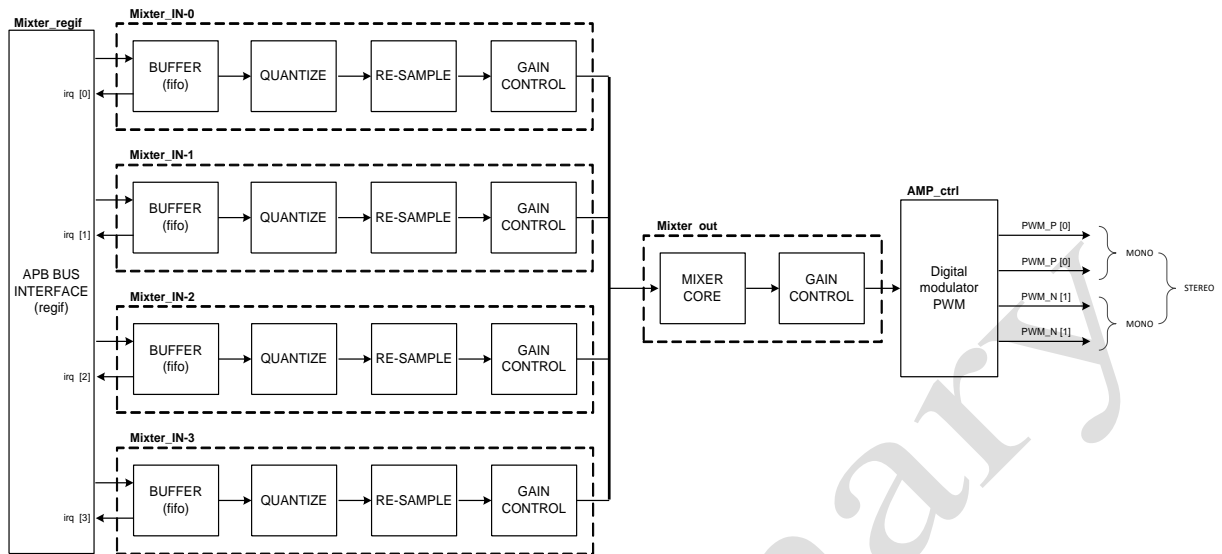 Mixter_regif
APB BUS
INTERFACE
(regif)
irq [0]
irq [1]
irq [2]
irq [3]
Mixter_IN-0
BUFFER
(fifo)
QUANTIZE
RE-SAMPLE
GAIN
CONTROL
Mixter_IN-1
BUFFER
(fifo)
QUANTIZE
RE-SAMPLE
GAIN
CONTROL
Mixter_IN-2
BUFFER
(fifo)
QUANTIZE
RE-SAMPLE
GAIN
CONTROL
Mixter_IN-3
BUFFER
(fifo)
QUANTIZE
RE-SAMPLE
GAIN
CONTROL
Mixter_out
MIXER
CORE
GAIN
CONTROL
AMP_ctrl
Digital
modulator
PWM
PWM_P [0]
PWM_P [0]
PWM_N [1]
PWM_N [1]
MONO
MONO
STEREO
ary